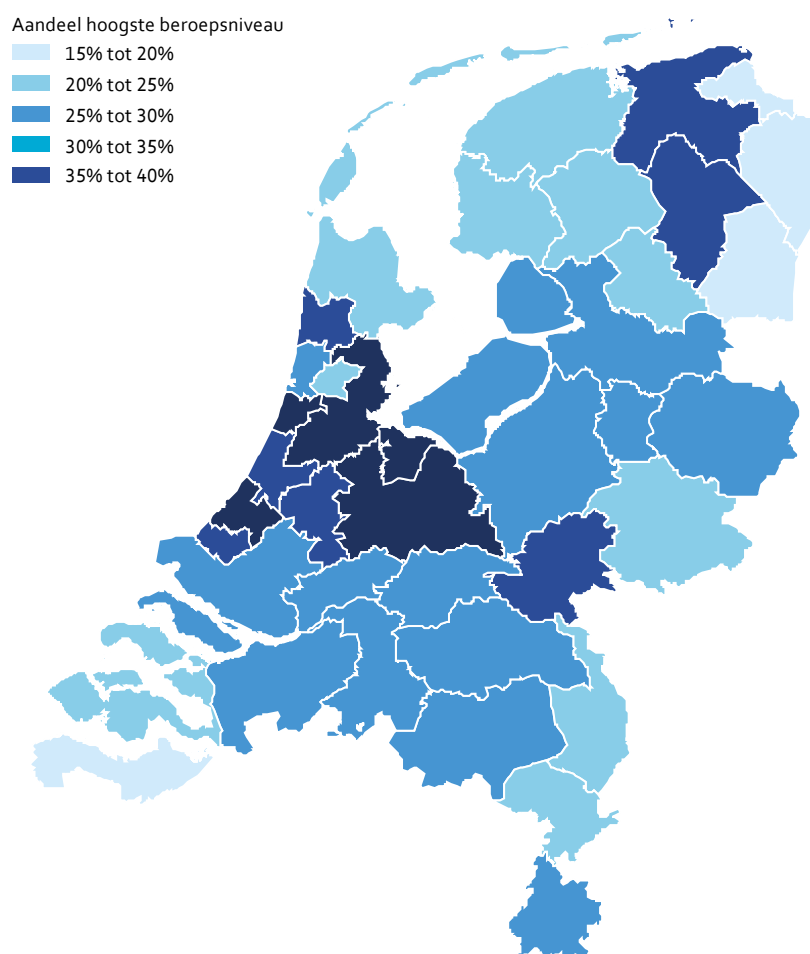 Aandeel hoogste beroepsniveau
15% tot 20%
20% tot 25%
25% tot 30%
30% tot 35%
35% tot 40%